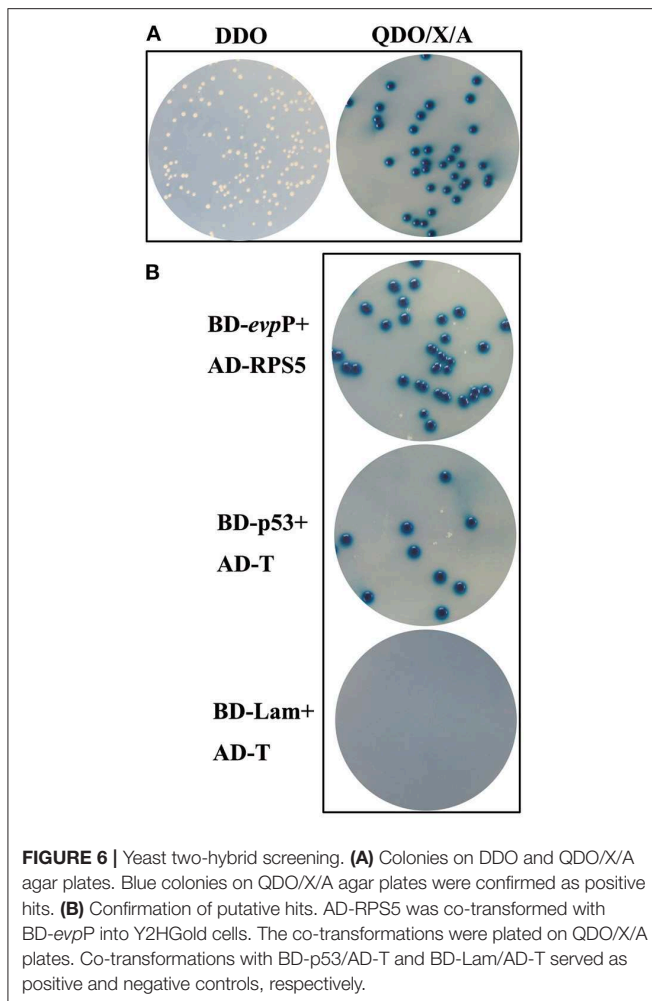 A
DDO
QDO/X/A
B
BD-evpP+
AD-RPS5
BD-p53+
AD-T
BD-Lam+
AD-T
FIGURE 6 | Yeast two-hybrid screening. (A) Colonies on DDO and QDO/X/A
agar plates. Blue colonies on QDO/X/A agar plates were confirmed as positive
hits. (B) Confirmation of putative hits. AD-RPS5 was co-transformed with
BD-evpP into Y2HGold cells. The co-transformations were plated on QDO/X/A
plates. Co-transformations with BD-p53/AD-T and BD-Lam/AD-T served as
positive and negative controls, respectively.